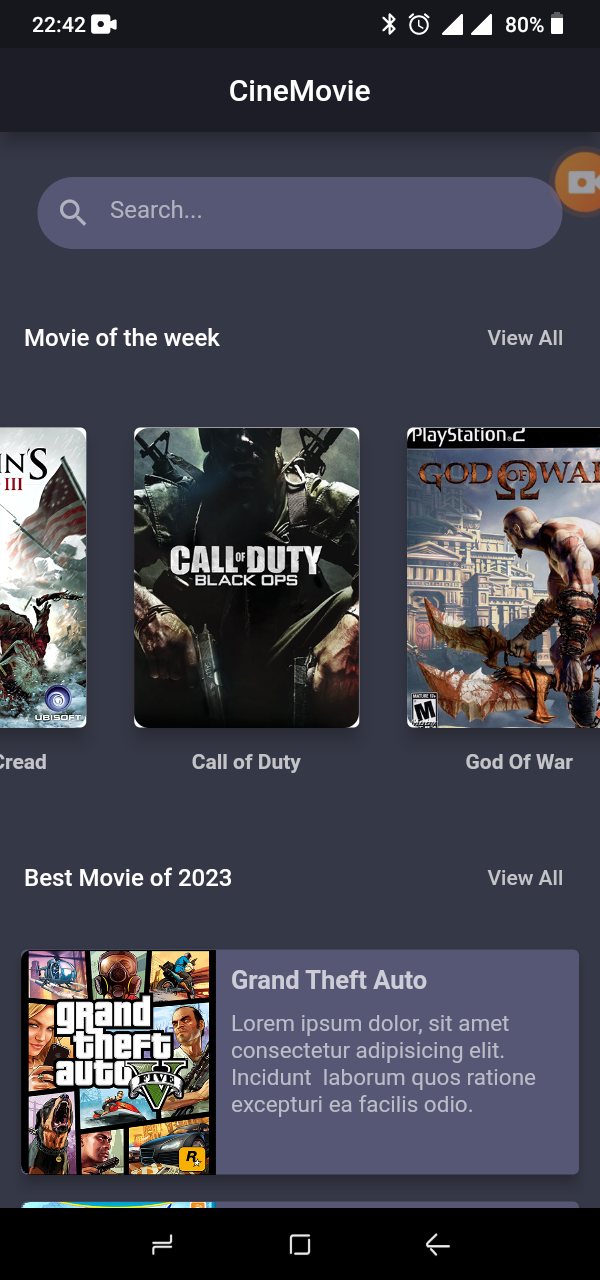 22:42
80%
CineMovie
Search...
Movie of the week
View All
IN'S
III
UBISOFT
CALL OF DUTY
BLACK OPS
PlayStation.2
GOD OF WAR
MATURE 17+
M
Cread
Call of Duty
God Of War
Best Movie of 2023
View All
grand
theft
auto
V
FIVE
R
Grand Theft Auto
Lorem ipsum dolor, sit amet
consectetur adipisicing elit.
Incidunt  laborum quos ratione
excepturi ea facilis odio.